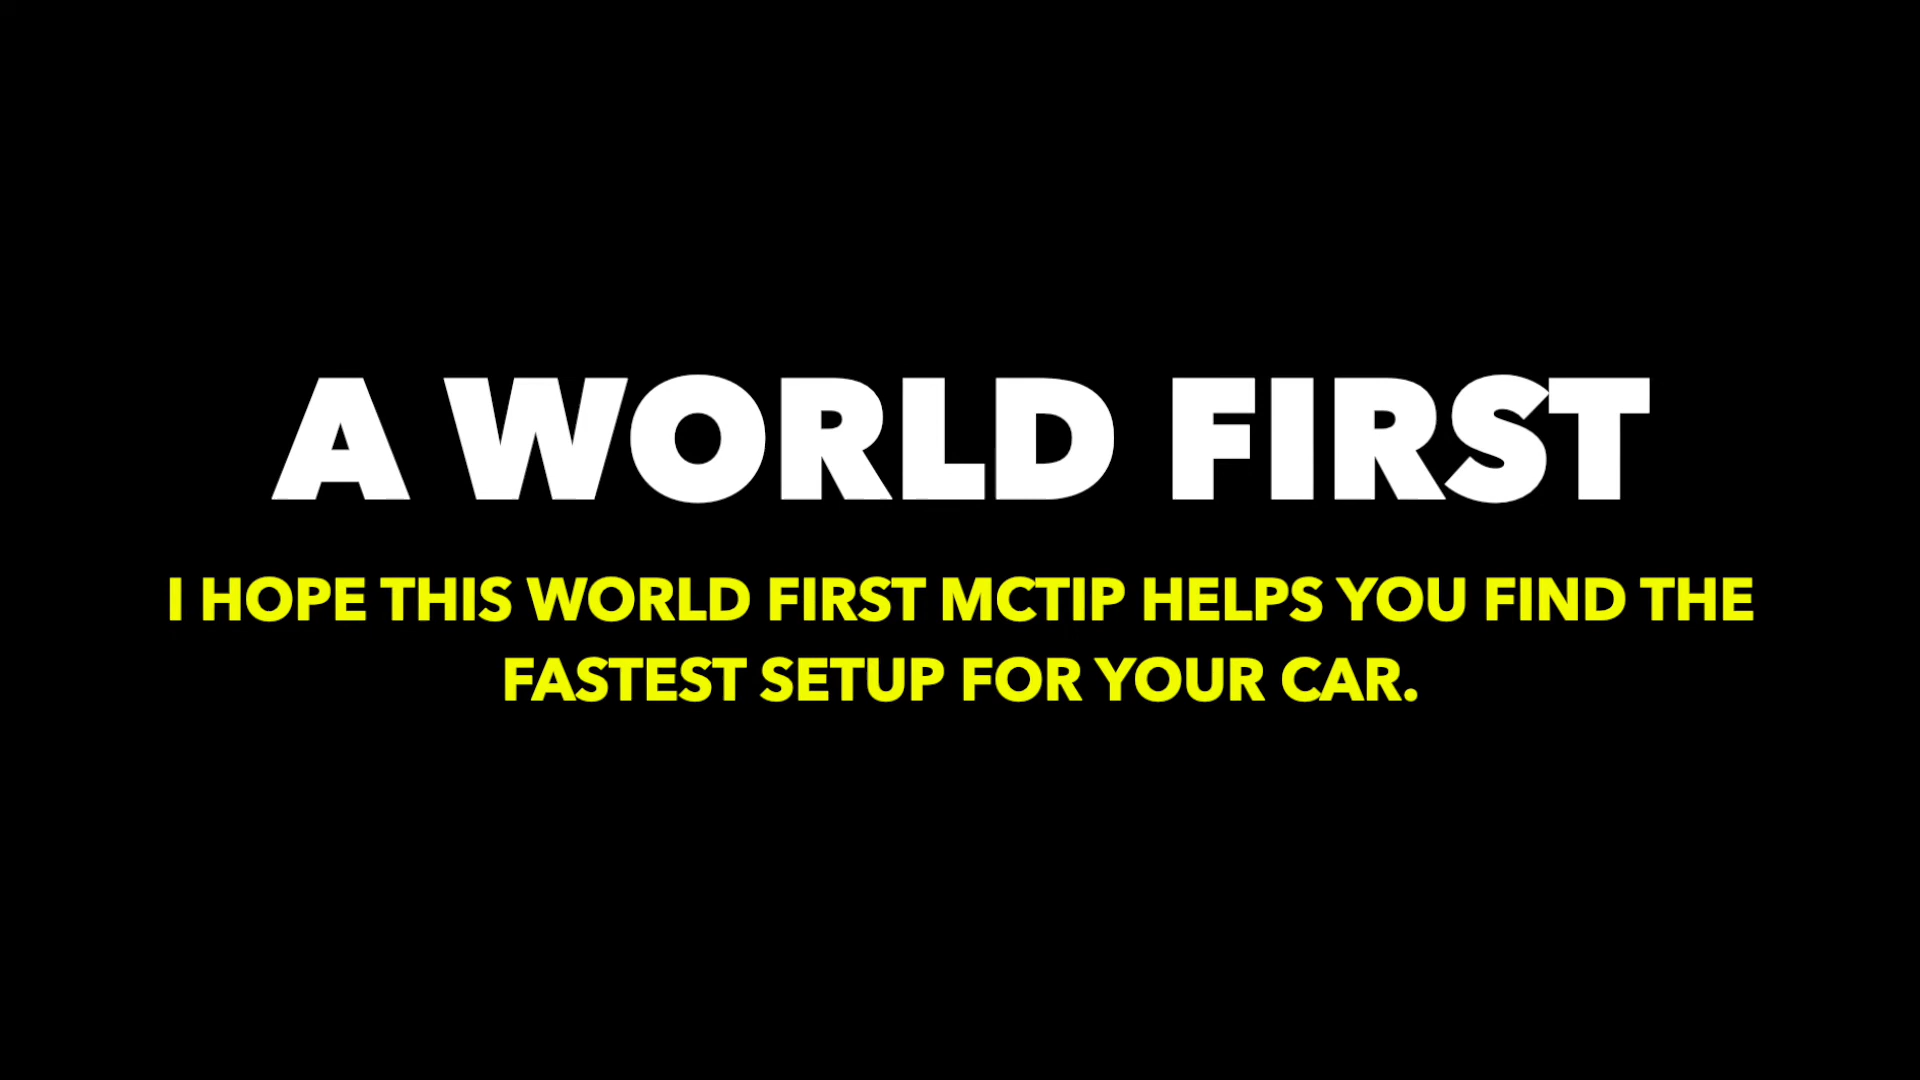 A WORLD FIRST
I HOPE THIS WORLD FIRST MCTIP HELPS YOU FIND THE
FASTEST SETUP FOR YOUR CAR.